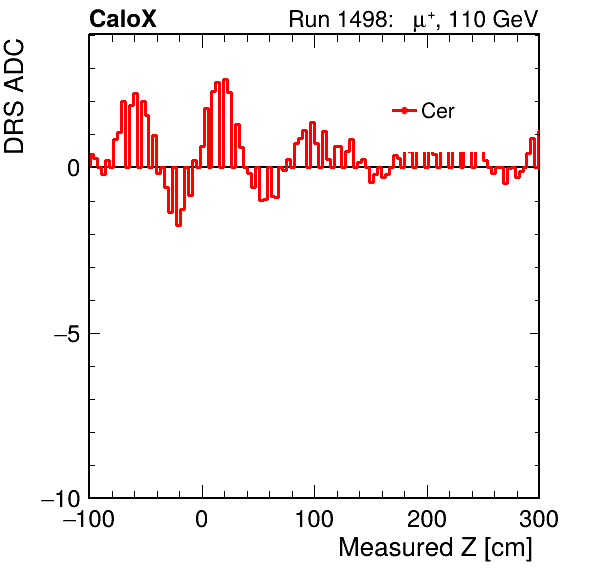 CaloX Run 1498: μ⁺, 110 GeV
DRS ADC
Cer
0
−5
−10
−100 0 100 200 300
Measured Z [cm]